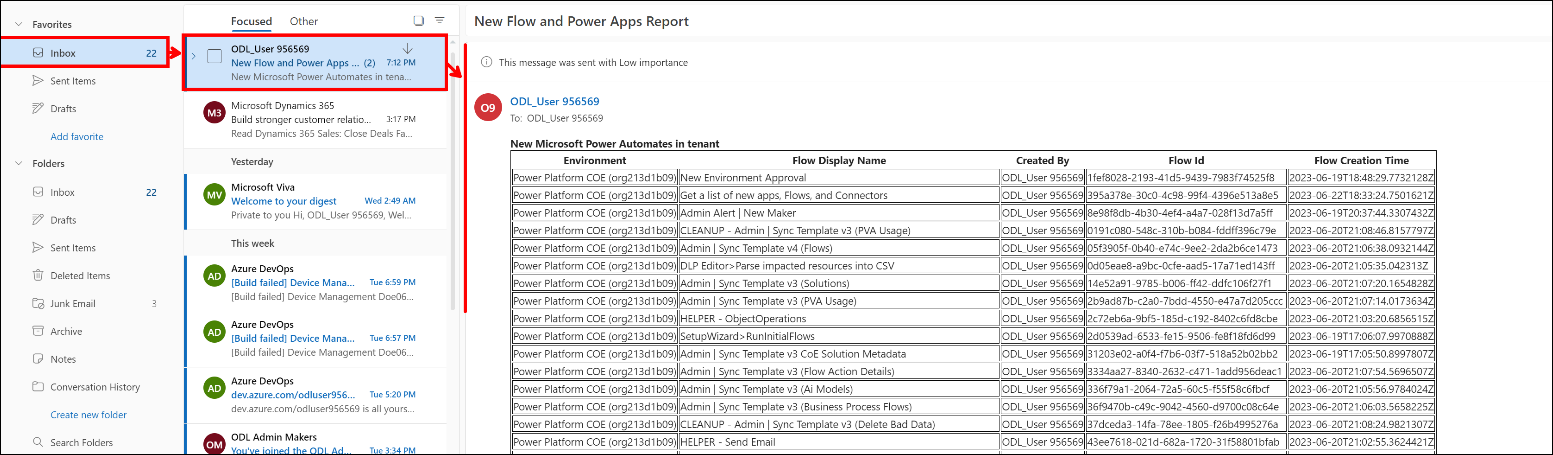 Favorites
Inbox 22
Sent Items
Drafts
Add favorite
Folders
Inbox 22
Drafts
Sent Items
Deleted Items
Junk Email 3
Archive
Notes
Conversation History
Create new folder
Search Folders
Focused Other
ODL_User 956569
New Flow and Power Apps ... (2) 7:12 PM
New Microsoft Power Automates in tena...
M3
Microsoft Dynamics 365
Build stronger customer relatio... 3:17 PM
Read Dynamics 365 Sales: Close Deals Fa...
Yesterday
MV
Microsoft Viva
Welcome to your digest Wed 2:49 AM
Private to you Hi, ODL_User 956569, Wel...
This week
AD
Azure DevOps
[Build failed] Device Mana... Tue 6:59 PM
[Build failed] Device Management Doe06...
AD
Azure DevOps
[Build failed] Device Mana... Tue 6:57 PM
[Build failed] Device Management Doe06...
AD
Azure DevOps
dev.azure.com/odluser956... Tue 5:20 PM
dev.azure.com/odluser956569 is all yours...
OM
ODL Admin Makers
You've joined the ODL Ad... Tue 3:34 PM
New Flow and Power Apps Report
This message was sent with Low importance
O9
ODL_User 956569
To: ODL_User 956569
New Microsoft Power Automates in tenant
Environment Flow Display Name Created By Flow Id Flow Creation Time
Power Platform COE (org213d1b09) New Environment Approval ODL_User 956569 1fef8028-2193-41d5-9439-7983f74525f8 2023-06-19T18:48:29.7732128Z
Power Platform COE (org213d1b09) Get a list of new apps, Flows, and Connectors ODL_User 956569 395a378e-30c0-4c98-99f4-4396e513a8e5 2023-06-22T18:33:24.7501621Z
Power Platform COE (org213d1b09) Admin Alert | New Maker ODL_User 956569 8e98f8db-4b30-4ef4-a4a7-028f13d7a5ff 2023-06-19T20:37:44.3307432Z
Power Platform COE (org213d1b09) CLEANUP - Admin | Sync Template v3 (PVA Usage) ODL_User 956569 0191c080-548c-310b-b084-fddff396c79e 2023-06-20T21:08:46.8157797Z
Power Platform COE (org213d1b09) Admin | Sync Template v4 (Flows) ODL_User 956569 05f3905f-0b40-e74c-9ee2-2da2b6ce1473 2023-06-20T21:06:38.0932144Z
Power Platform COE (org213d1b09) DLP Editor>Parse impacted resources into CSV ODL_User 956569 0d05eae8-a9bc-0cfe-aad5-17a71ed143ff 2023-06-20T21:05:35.042313Z
Power Platform COE (org213d1b09) Admin | Sync Template v3 (Solutions) ODL_User 956569 14e52a91-9785-b006-ff42-ddfc106f27f1 2023-06-20T21:07:20.1654828Z
Power Platform COE (org213d1b09) Admin | Sync Template v3 (PVA Usage) ODL_User 956569 2b9ad87b-c2a0-7bdd-4550-e47a7d205ccc 2023-06-20T21:07:14.0173634Z
Power Platform COE (org213d1b09) HELPER - ObjectOperations ODL_User 956569 2c72eb6a-9bf5-185d-c192-8402c6fd8cbe 2023-06-20T21:03:20.6856515Z
Power Platform COE (org213d1b09) SetupWizard>RunInitialFlows ODL_User 956569 2d0539ad-6533-fe15-9506-fe8f18fd6d99 2023-06-19T17:06:07.9970888Z
Power Platform COE (org213d1b09) Admin | Sync Template v3 CoE Solution Metadata ODL_User 956569 31203e02-a0f4-f7b6-03f7-518a52b02bb2 2023-06-19T17:05:50.8997807Z
Power Platform COE (org213d1b09) Admin | Sync Template v3 (Flow Action Details) ODL_User 956569 3334aa27-8340-2632-c471-1add956deac1 2023-06-20T21:07:54.5696507Z
Power Platform COE (org213d1b09) Admin | Sync Template v3 (Ai Models) ODL_User 956569 336f79a1-2064-72a5-60c5-f55f58c6fbcf 2023-06-20T21:05:56.9784024Z
Power Platform COE (org213d1b09) Admin | Sync Template v3 (Business Process Flows) ODL_User 956569 36f9470b-c49c-9042-4560-d9700c08c64e 2023-06-20T21:06:03.5658225Z
Power Platform COE (org213d1b09) CLEANUP - Admin | Sync Template v3 (Delete Bad Data) ODL_User 956569 37dceda3-14fa-78ee-1805-f26b4995276a 2023-06-20T21:08:24.9821307Z
Power Platform COE (org213d1b09) HELPER - Send Email ODL_User 956569 43ee7618-021d-682a-1720-31f58801bfab 2023-06-20T21:02:55.3624421Z